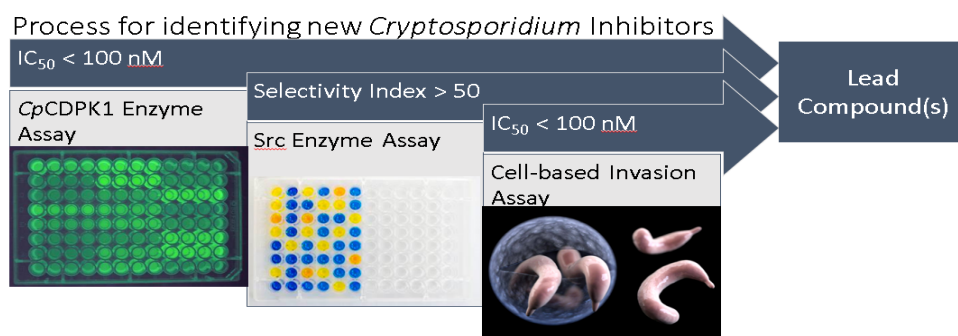 Process for identifying new Cryptosporidium Inhibitors
IC₅₀ < 100 nM
CpCDPK1 Enzyme
Assay
Selectivity Index > 50
Src Enzyme Assay
IC₅₀ < 100 nM
Cell-based Invasion
Assay
Lead
Compound(s)